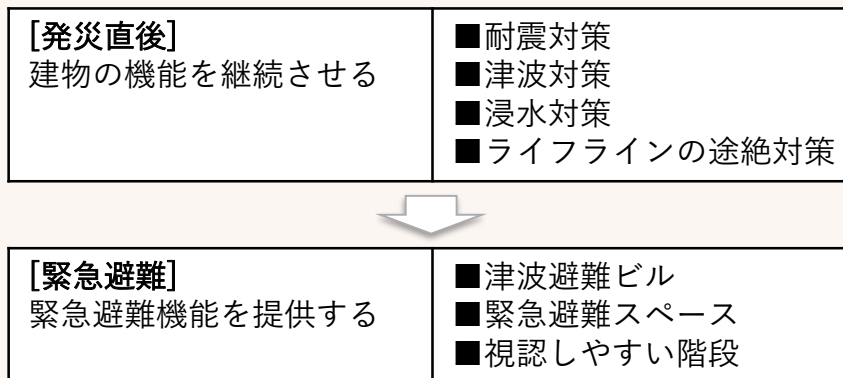 [発災直後]
建物の機能を継続させる
■耐震対策
■津波対策
■浸水対策
■ライフラインの途絶対策
[緊急避難]
緊急避難機能を提供する
■津波避難ビル
■緊急避難スペース
■視認しやすい階段